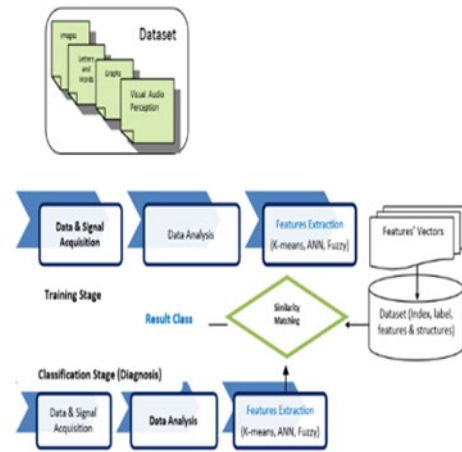 Dataset
Images
Letters
and
Words
Graphs
Visual Audio
Perception
Data & Signal
Acquisition
Data Analysis
Features Extraction
(K-means, ANN, Fuzzy)
Features' Vectors
Training Stage
Result Class
Similarity
Matching
Dataset (Index, label,
features & structures)
Classification Stage (Diagnosis)
Data & Signal
Acquisition
Data Analysis
Features Extraction
(K-means, ANN, Fuzzy)